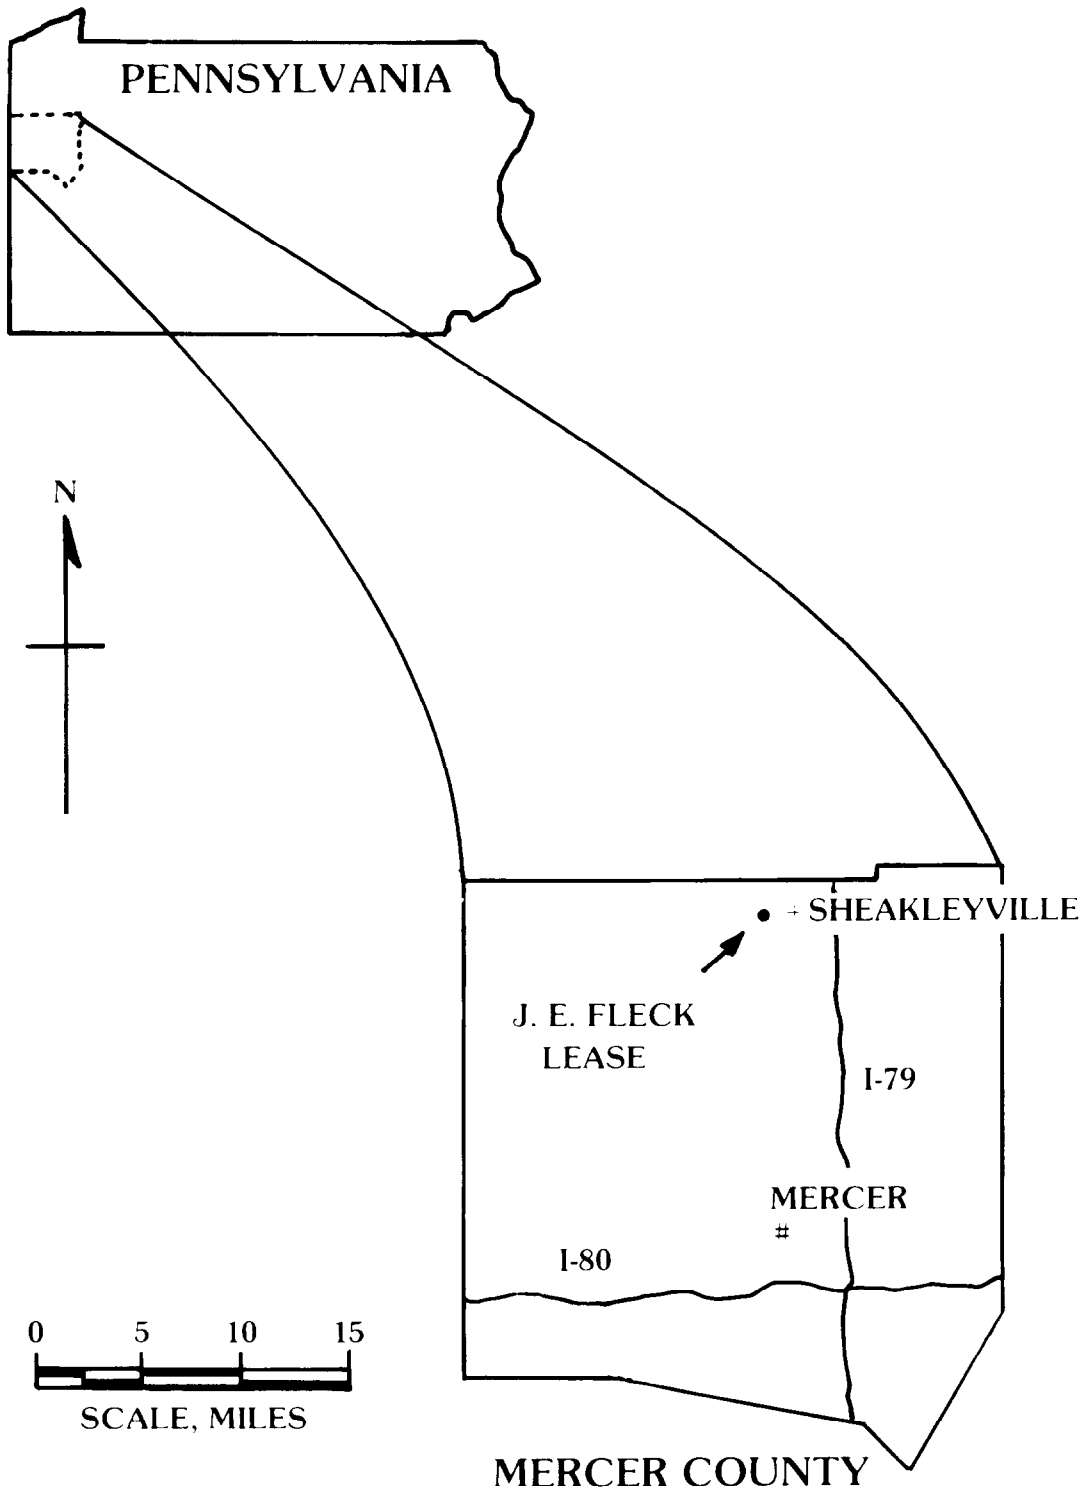 PENNSYLVANIA
N
+ SHEAKLEYVILLE
J. E. FLECK
LEASE
I-79
MERCER
#
I-80
0 5 10 15
SCALE, MILES
MERCER COUNTY